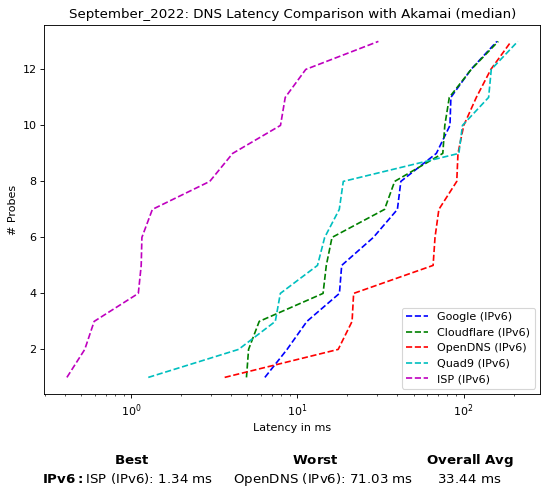 September_2022: DNS Latency Comparison with Akamai (median)
# Probes
12
10
8
6
4
2
10⁰
10¹
10²
Latency in ms
Google (IPv6)
Cloudflare (IPv6)
OpenDNS (IPv6)
Quad9 (IPv6)
ISP (IPv6)
Best Worst Overall Avg
IPv6: ISP (IPv6): 1.34 ms OpenDNS (IPv6): 71.03 ms 33.44 ms